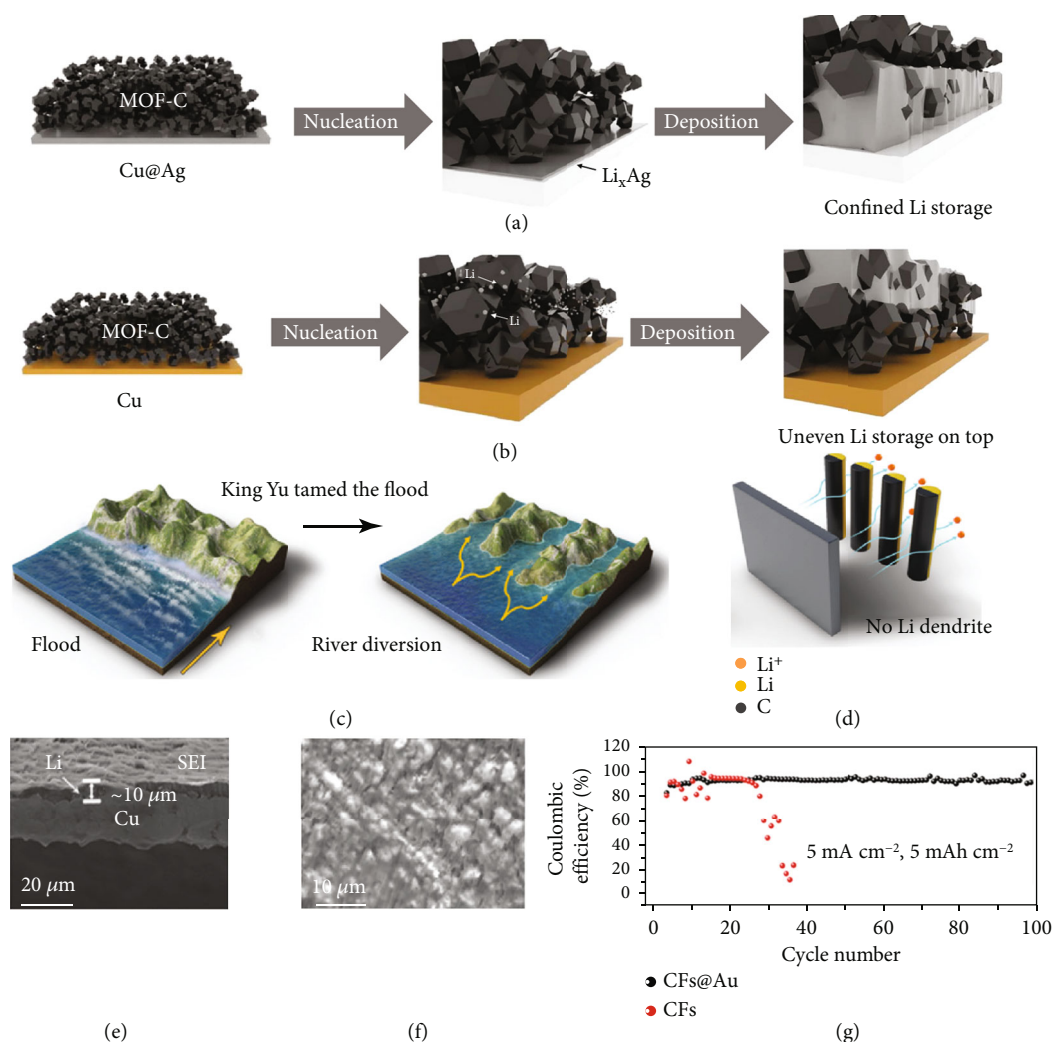 MOF-C
Cu@Ag
Nucleation
LiₓAg
Deposition
Confined Li storage
(a)
MOF-C
Cu
Nucleation
Li
Li
Deposition
Uneven Li storage on top
(b)
King Yu tamed the flood
Flood
River diversion
(c)
No Li dendrite
Li⁺
Li
C
(d)
Li
SEI
~10 μm
Cu
20 μm
(e)
10 μm
(f)
120
100
80
60
40
20
0
Coulombic
efficiency (%)
5 mA cm⁻², 5 mAh cm⁻²
0 20 40 60 80 100
Cycle number
CFs@Au
CFs
(g)